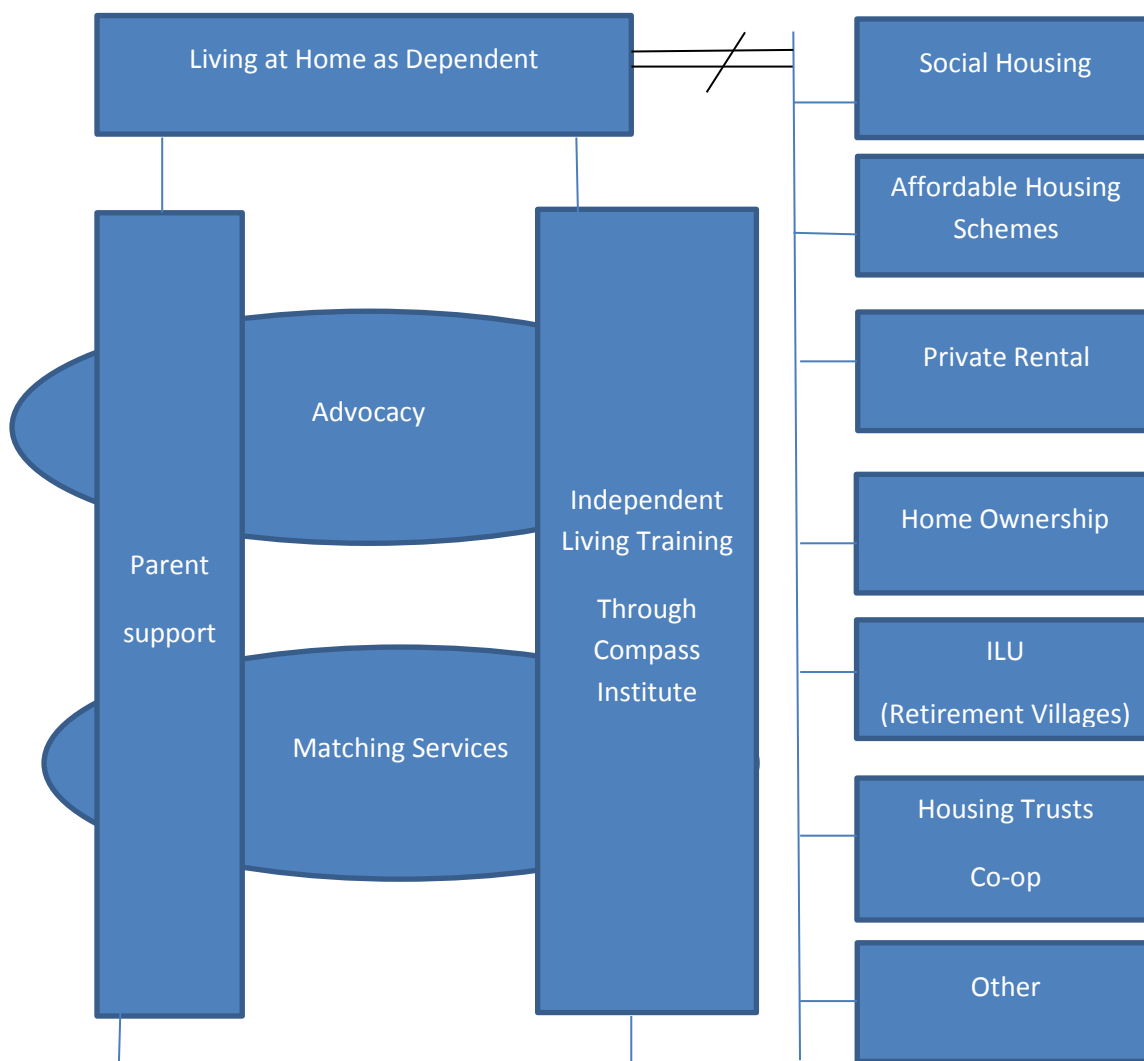 Living at Home as Dependent
Parent
support
Advocacy
Matching Services
Independent
Living Training
Through
Compass
Institute
Social Housing
Affordable Housing
Schemes
Private Rental
Home Ownership
ILU
(Retirement Villages)
Housing Trusts
Co-op
Other